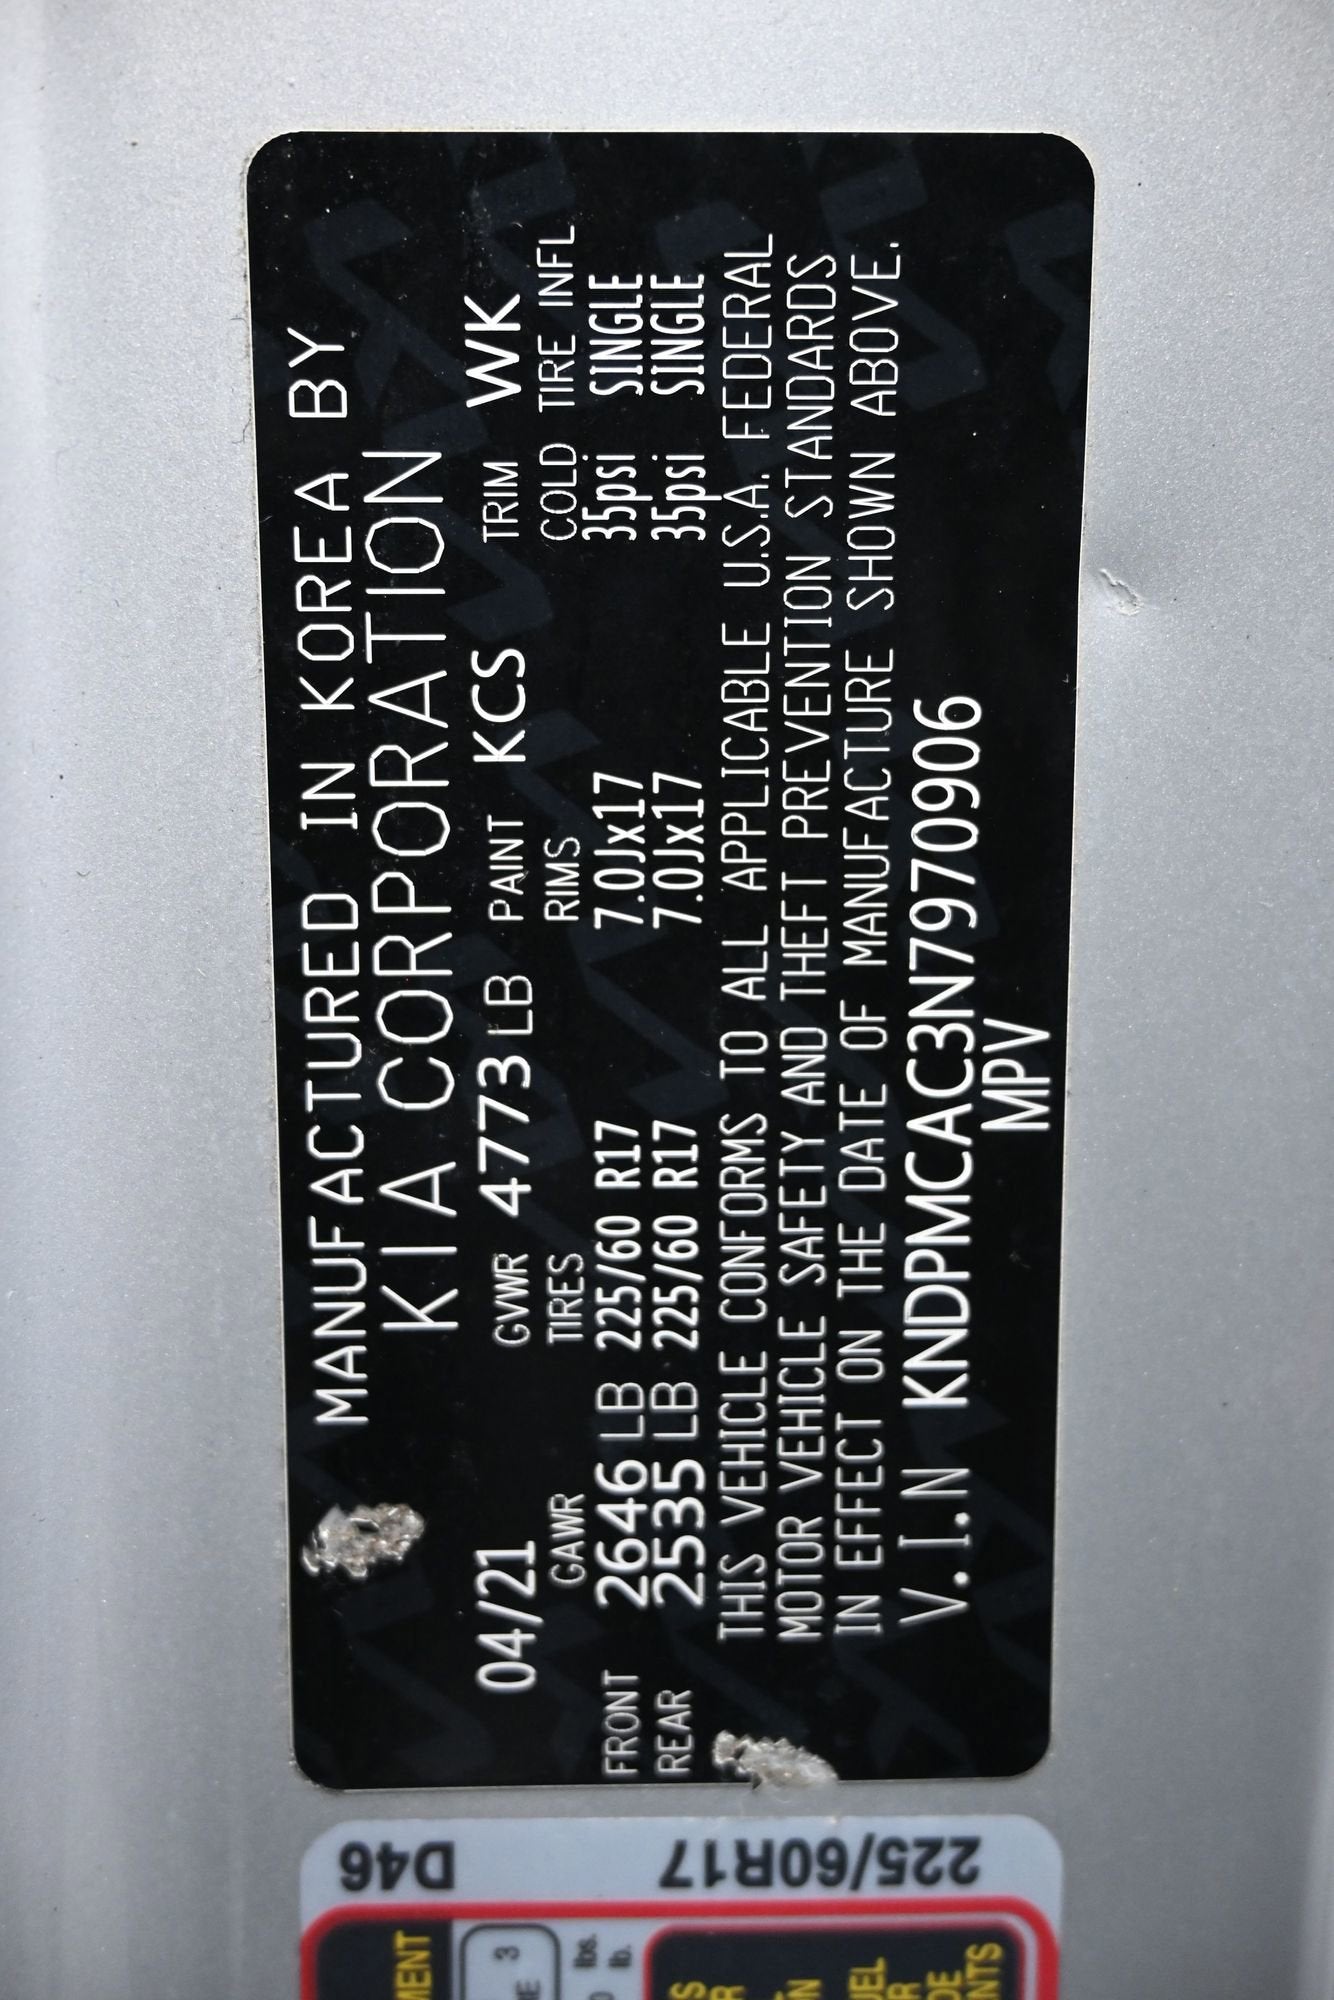 MANUFACTURED IN KOREA BY
KIA CORPORATION
04/21 GVWR 4773 LB PAINT KCS TRIM WK
GAWR TIRES RIMS COLD TIRE INFL
FRONT 2646 LB 225/60 R17 7.0Jx17 35psi SINGLE
REAR 2535 LB 225/60 R17 7.0Jx17 35psi SINGLE
THIS VEHICLE CONFORMS TO ALL APPLICABLE U.S.A. FEDERAL
MOTOR VEHICLE SAFETY AND THEFT PREVENTION STANDARDS
IN EFFECT ON THE DATE OF MANUFACTURE SHOWN ABOVE.
V.I.N KNDPMCAC3N7970906
MPV
D46
225/60R17
3
lbs.
lb.